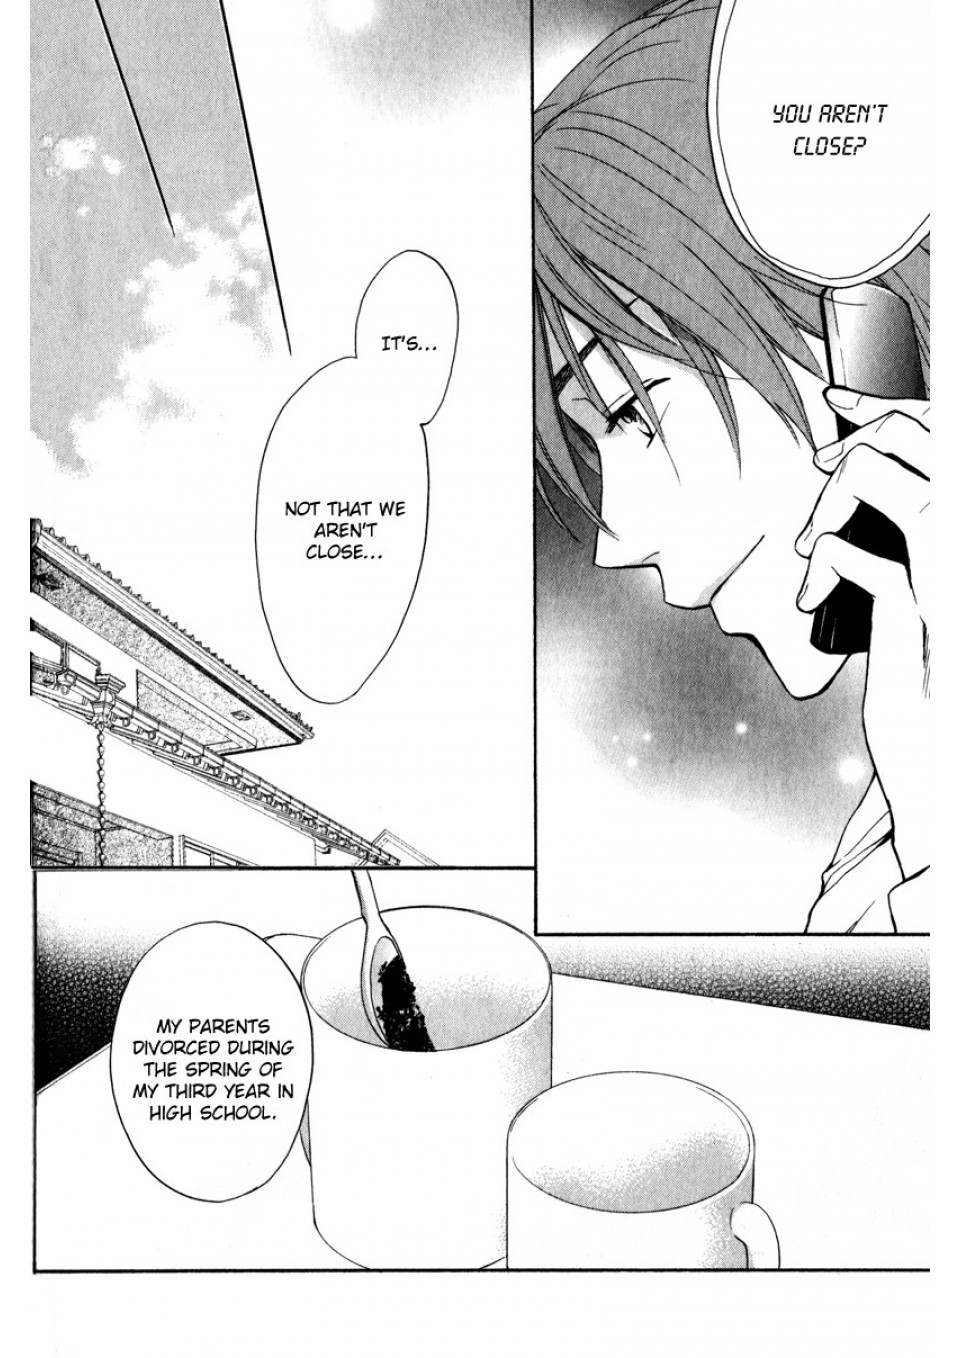 YOU AREN'T
CLOSE?
IT'S...
NOT THAT WE
AREN'T
CLOSE...
MY PARENTS
DIVORCED DURING
THE SPRING OF
MY THIRD YEAR IN
HIGH SCHOOL.